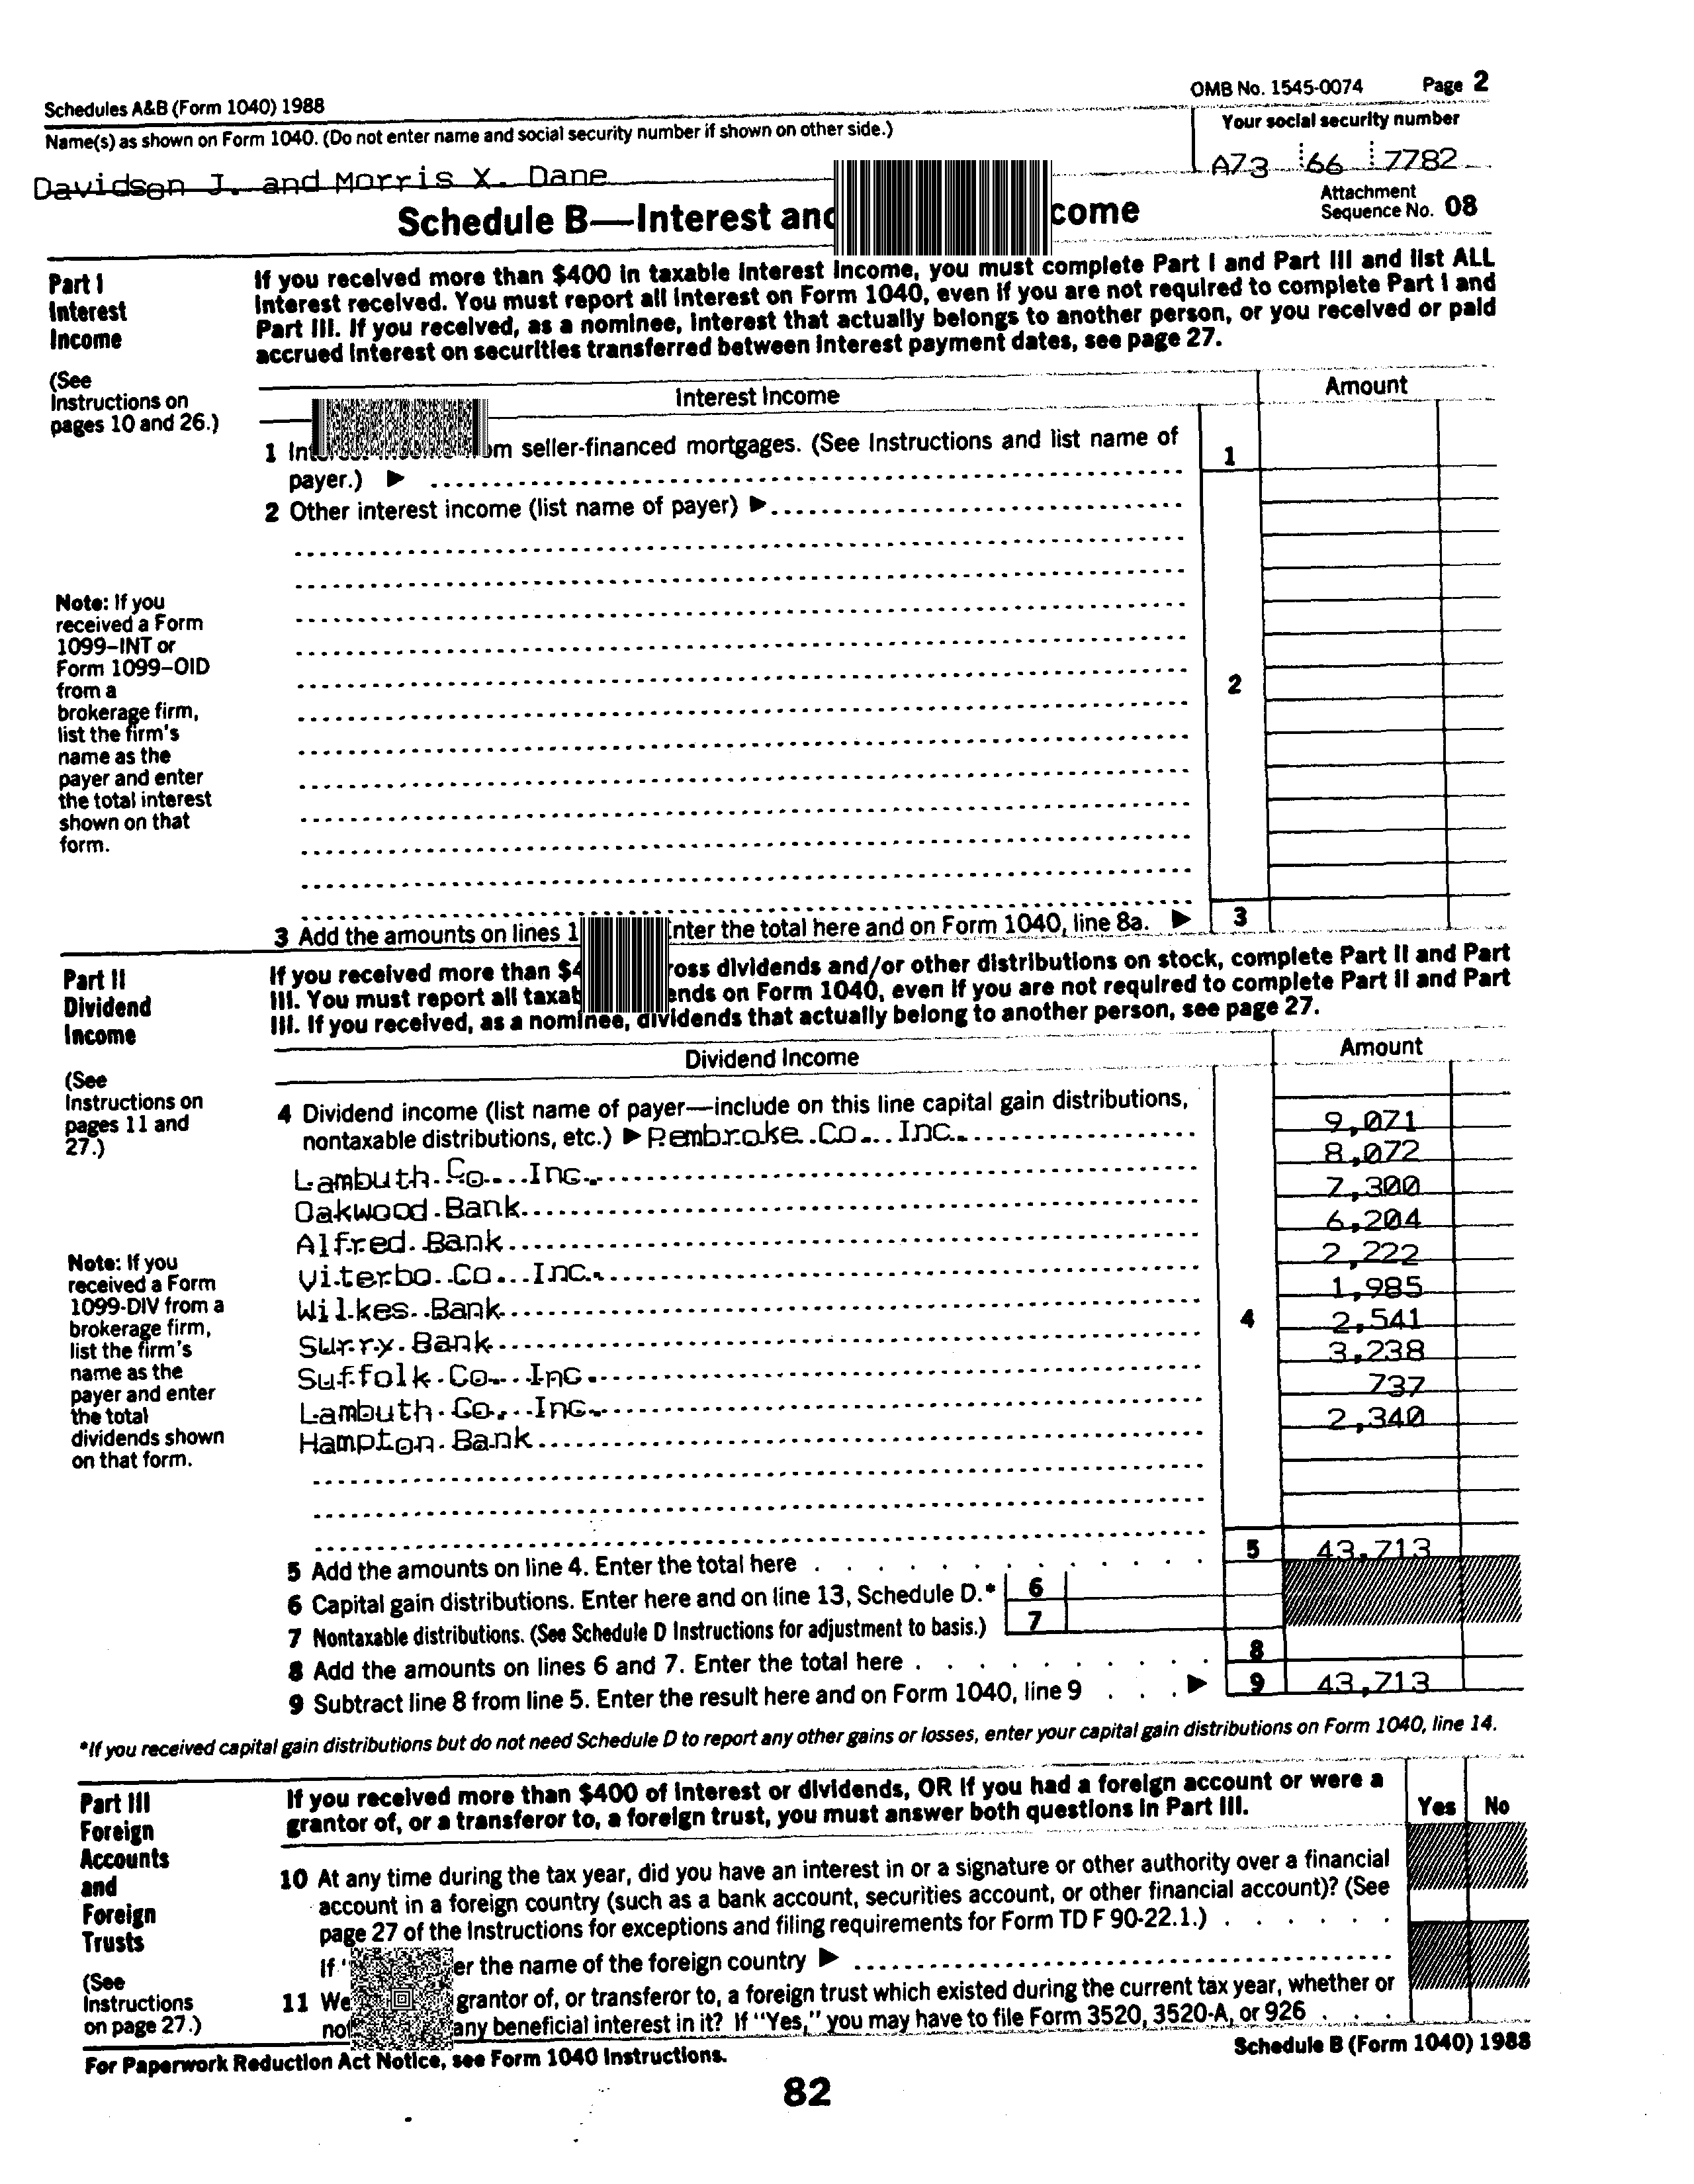 Schedules A&B (Form 1040) 1988
OMB No. 1545-0074 Page 2
Name(s) as shown on Form 1040. (Do not enter name and social security number if shown on other side.)
Your social security number
Davidson J. and Morris X. Dane
A73 66 7782
Schedule B—Interest and come
Attachment
Sequence No. 08
Part I
Interest
Income
If you received more than $400 in taxable interest income, you must complete Part I and Part III and list ALL
interest received. You must report all interest on Form 1040, even if you are not required to complete Part I and
Part III. If you received, as a nominee, interest that actually belongs to another person, or you received or paid
accrued interest on securities transferred between interest payment dates, see page 27.
(See
Instructions on
pages 10 and 26.)
Interest Income Amount
1 from seller-financed mortgages. (See Instructions and list name of
payer.) ▶ 1
2 Other interest income (list name of payer) ▶
Note: If you
received a Form
1099–INT or
Form 1099–OID
from a
brokerage firm,
list the firm's
name as the
payer and enter
the total interest
shown on that
form.
2
3 Add the amounts on lines 1 nter the total here and on Form 1040, line 8a. ▶ 3
Part II
Dividend
Income
If you received more than $4 ross dividends and/or other distributions on stock, complete Part II and Part
III. You must report all taxab ends on Form 1040, even if you are not required to complete Part II and Part
III. If you received, as a nominee, dividends that actually belong to another person, see page 27.
(See
Instructions on
pages 11 and
27.)
Dividend Income Amount
4 Dividend income (list name of payer—include on this line capital gain distributions,
nontaxable distributions, etc.) ▶ Pembroke Co., Inc. 9,071
Lambuth Co., Inc. 8,072
Oakwood Bank 7,300
Alfred Bank 6,204
Viterbo Co., Inc. 2,222
Wilkes Bank 1,985
Surry Bank 2,541
Suffolk Co., Inc. 3,238
Lambuth Co., Inc. 737
Hampton Bank 2,340
4
Note: If you
received a Form
1099-DIV from a
brokerage firm,
list the firm's
name as the
payer and enter
the total
dividends shown
on that form.
5 Add the amounts on line 4. Enter the total here 5 43,713
6 Capital gain distributions. Enter here and on line 13, Schedule D.* 6
7 Nontaxable distributions. (See Schedule D Instructions for adjustment to basis.) 7
8 Add the amounts on lines 6 and 7. Enter the total here 8
9 Subtract line 8 from line 5. Enter the result here and on Form 1040, line 9 ▶ 9 43,713
*If you received capital gain distributions but do not need Schedule D to report any other gains or losses, enter your capital gain distributions on Form 1040, line 14.
Part III
Foreign
Accounts
and
Foreign
Trusts
(See
Instructions
on page 27.)
If you received more than $400 of interest or dividends, OR if you had a foreign account or were a
grantor of, or a transferor to, a foreign trust, you must answer both questions in Part III.
Yes No
10 At any time during the tax year, did you have an interest in or a signature or other authority over a financial
account in a foreign country (such as a bank account, securities account, or other financial account)? (See
page 27 of the Instructions for exceptions and filing requirements for Form TD F 90-22.1.)
If er the name of the foreign country ▶
11 We grantor of, or transferor to, a foreign trust which existed during the current tax year, whether or
not any beneficial interest in it? If “Yes,” you may have to file Form 3520, 3520-A, or 926
For Paperwork Reduction Act Notice, see Form 1040 Instructions.
Schedule B (Form 1040) 1988
82